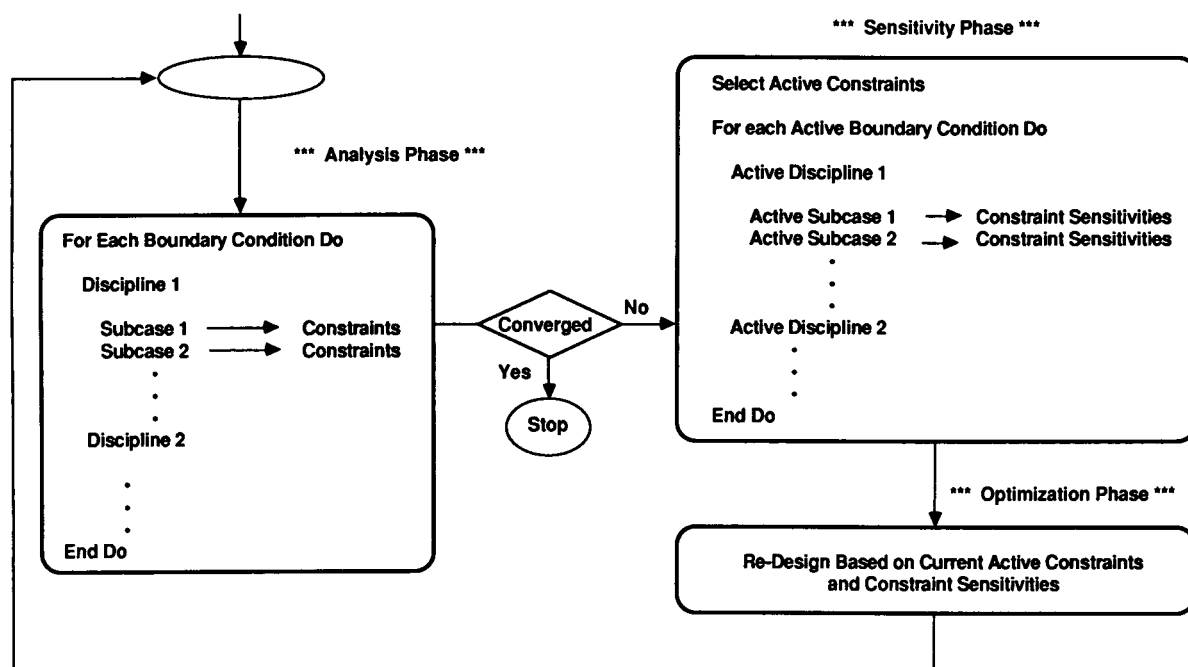 *** Analysis Phase ***
For Each Boundary Condition Do
Discipline 1
Subcase 1 Constraints
Subcase 2 Constraints
Discipline 2
End Do
Converged
No
Yes
Stop
*** Sensitivity Phase ***
Select Active Constraints
For each Active Boundary Condition Do
Active Discipline 1
Active Subcase 1 Constraint Sensitivities
Active Subcase 2 Constraint Sensitivities
Active Discipline 2
End Do
*** Optimization Phase ***
Re-Design Based on Current Active Constraints
and Constraint Sensitivities